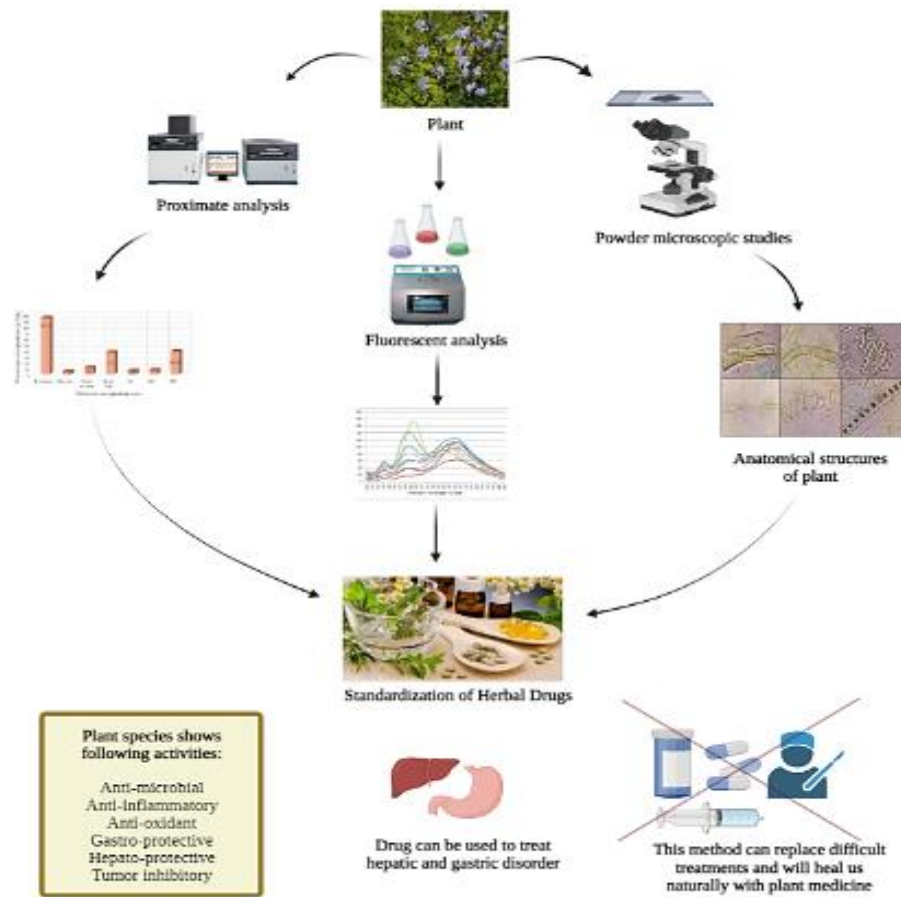 Plant
Proximate analysis
Powder microscopic studies
Fluorescent analysis
Anatomical structures
of plant
Standardization of Herbal Drugs
Plant species shows
following activities:
Anti-microbial
Anti-inflammatory
Anti-oxidant
Gastro-protective
Hepato-protective
Tumor inhibitory
Drug can be used to treat
hepatic and gastric disorder
This method can replace difficult
treatments and will heal us
naturally with plant medicine